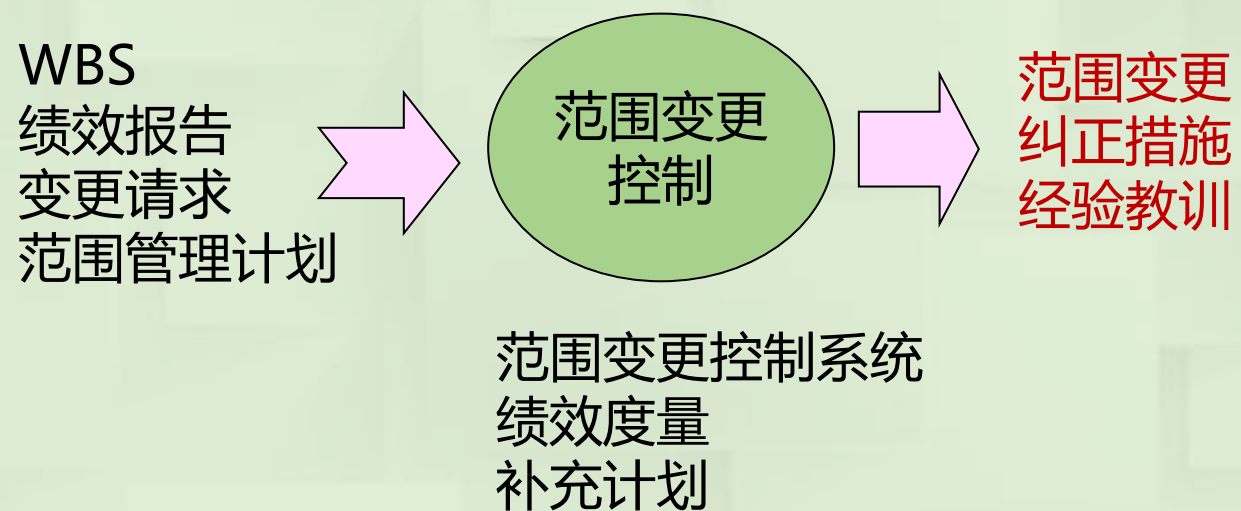 WBS
绩效报告
变更请求
范围管理计划
范围变更
控制
范围变更
纠正措施
经验教训
范围变更控制系统
绩效度量
补充计划